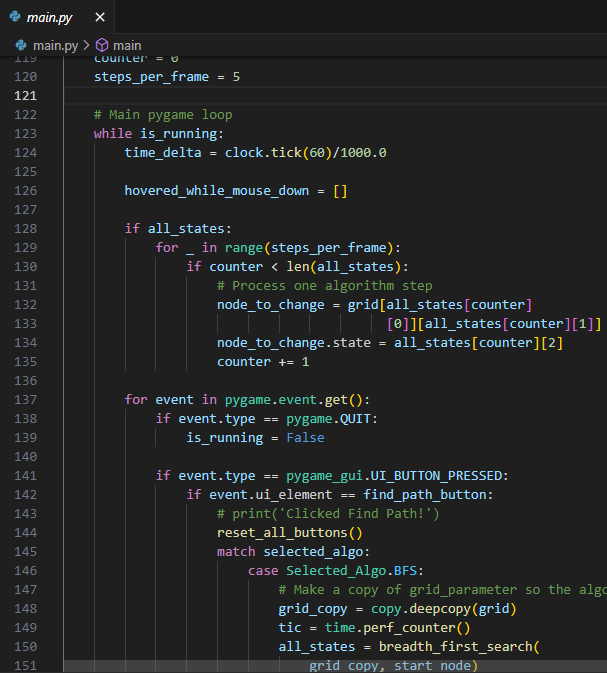 main.py ×
main.py > main
119 counter = 0
120 steps_per_frame = 5
121
122 # Main pygame loop
123 while is_running:
124 time_delta = clock.tick(60)/1000.0
125
126 hovered_while_mouse_down = []
127
128 if all_states:
129 for _ in range(steps_per_frame):
130 if counter < len(all_states):
131 # Process one algorithm step
132 node_to_change = grid[all_states[counter]
133 [0]][all_states[counter][1]]
134 node_to_change.state = all_states[counter][2]
135 counter += 1
136
137 for event in pygame.event.get():
138 if event.type == pygame.QUIT:
139 is_running = False
140
141 if event.type == pygame_gui.UI_BUTTON_PRESSED:
142 if event.ui_element == find_path_button:
143 # print('Clicked Find Path!')
144 reset_all_buttons()
145 match selected_algo:
146 case Selected_Algo.BFS:
147 # Make a copy of grid_parameter so the algo
148 grid_copy = copy.deepcopy(grid)
149 tic = time.perf_counter()
150 all_states = breadth_first_search(
151 grid_copy, start_node)